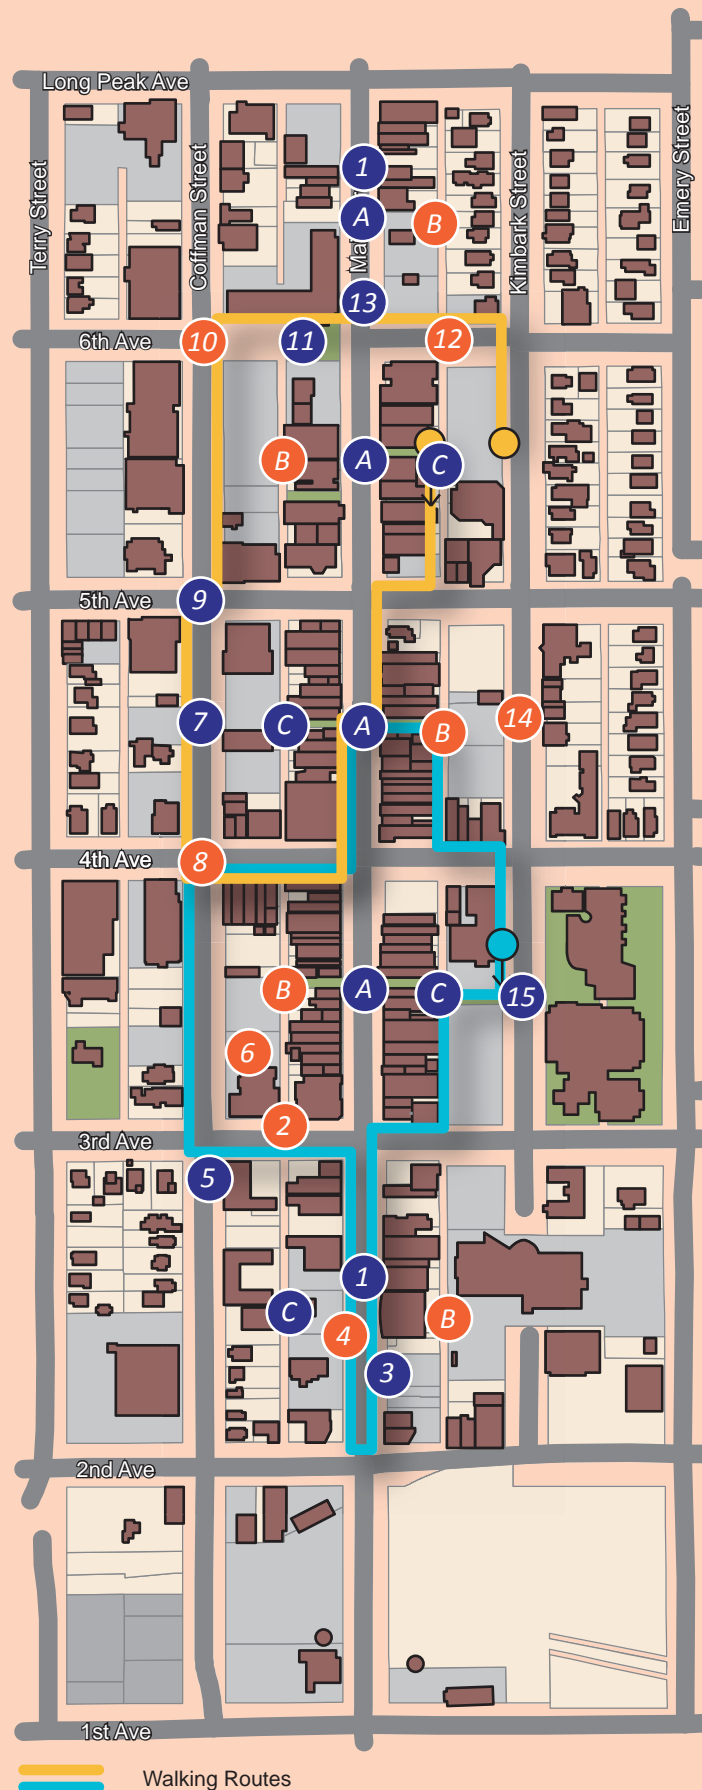 Long Peak Ave
Terry Street
Coffman Street
Ma
Kimbark Street
Emery Street
1
A
B
13
6th Ave
10
11
12
B
A
C
5th Ave
9
7
C
A
B
14
4th Ave
8
B
A
C
15
6
2
3rd Ave
5
1
C
4
B
3
2nd Ave
1st Ave
Walking Routes